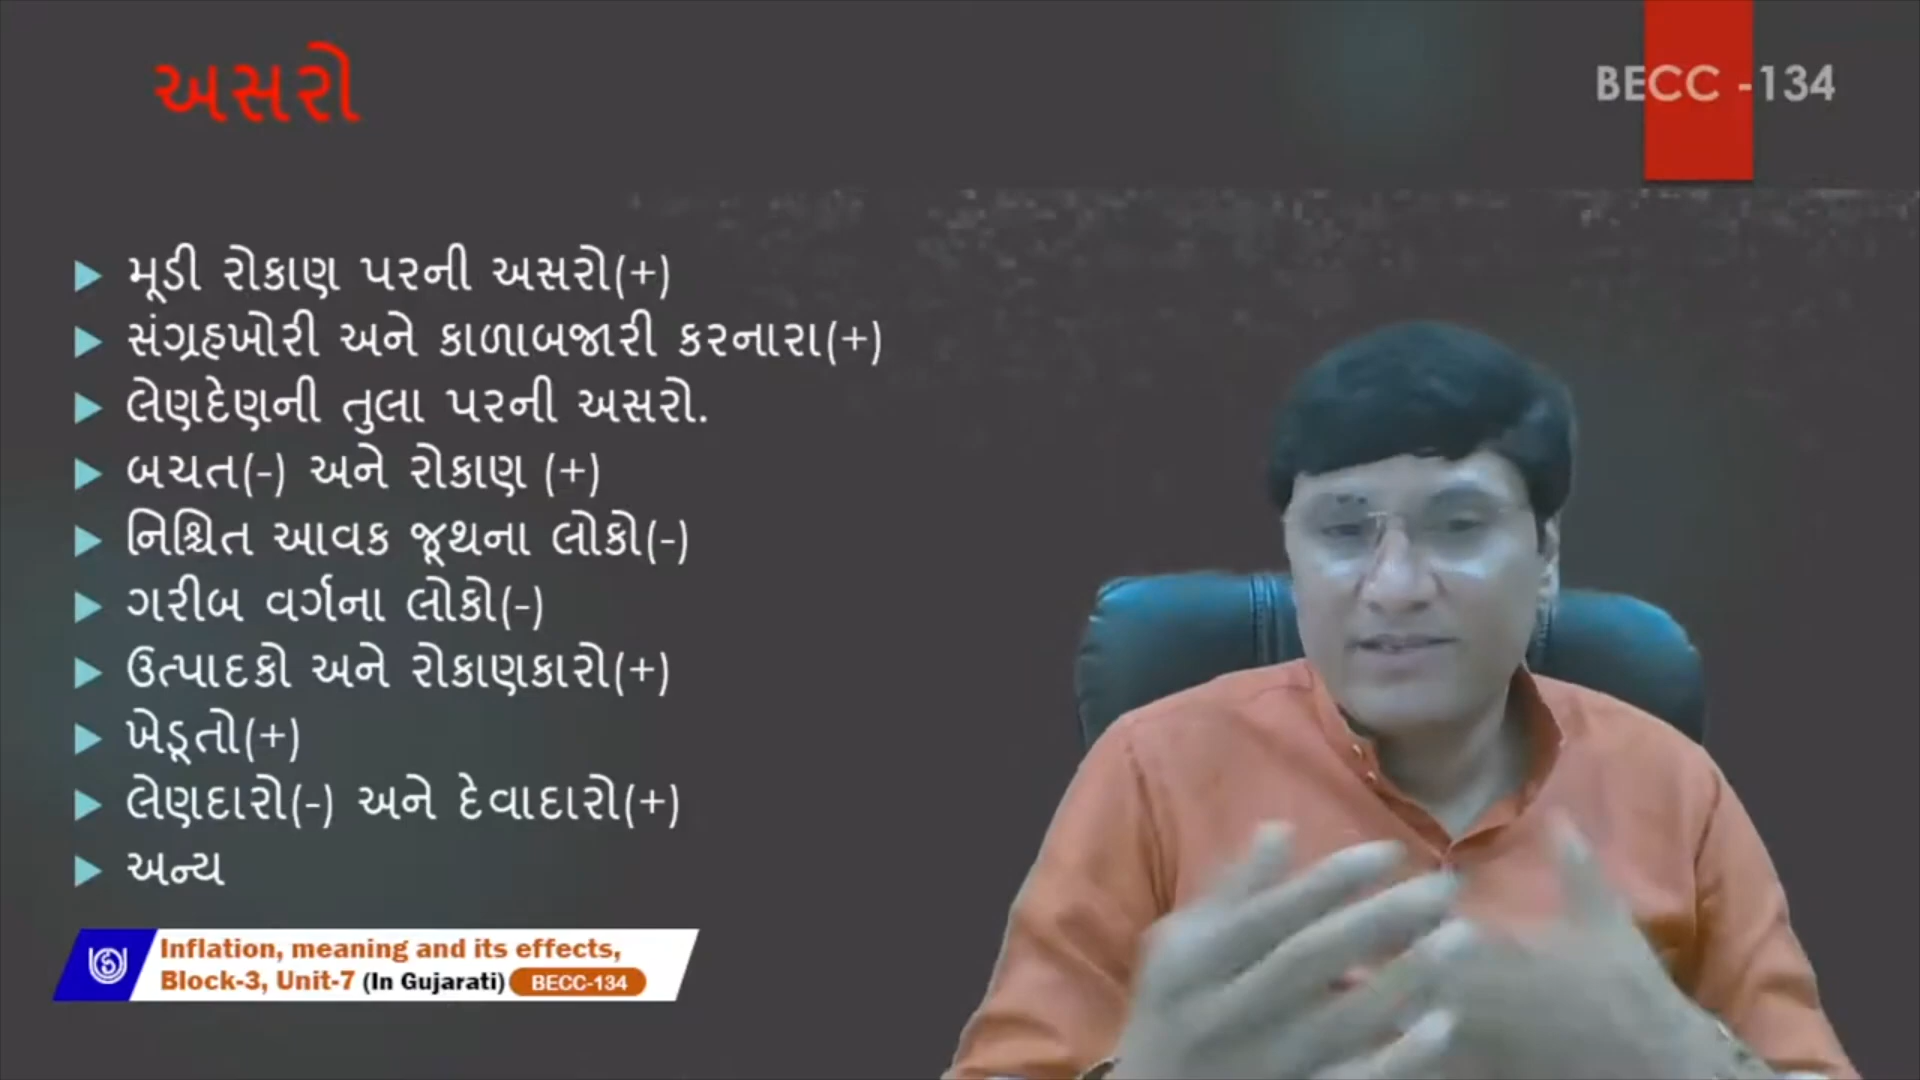 અસરો
BECC -134
મૂડી રોકાણ પરની અસરો(+)
સંગ્રહખોરી અને કાળાબજારી કરનારા(+)
લેણદેણની તુલા પરની અસરો.
બચત(-) અને રોકાણ (+)
નિશ્ચિત આવક જૂથના લોકો(-)
ગરીબ વર્ગના લોકો(-)
ઉત્પાદકો અને રોકાણકારો(+)
ખેડૂતો(+)
લેણદારો(-) અને દેવાદારો(+)
અન્ય
Inflation, meaning and its effects,
Block-3, Unit-7 (In Gujarati) BECC-134